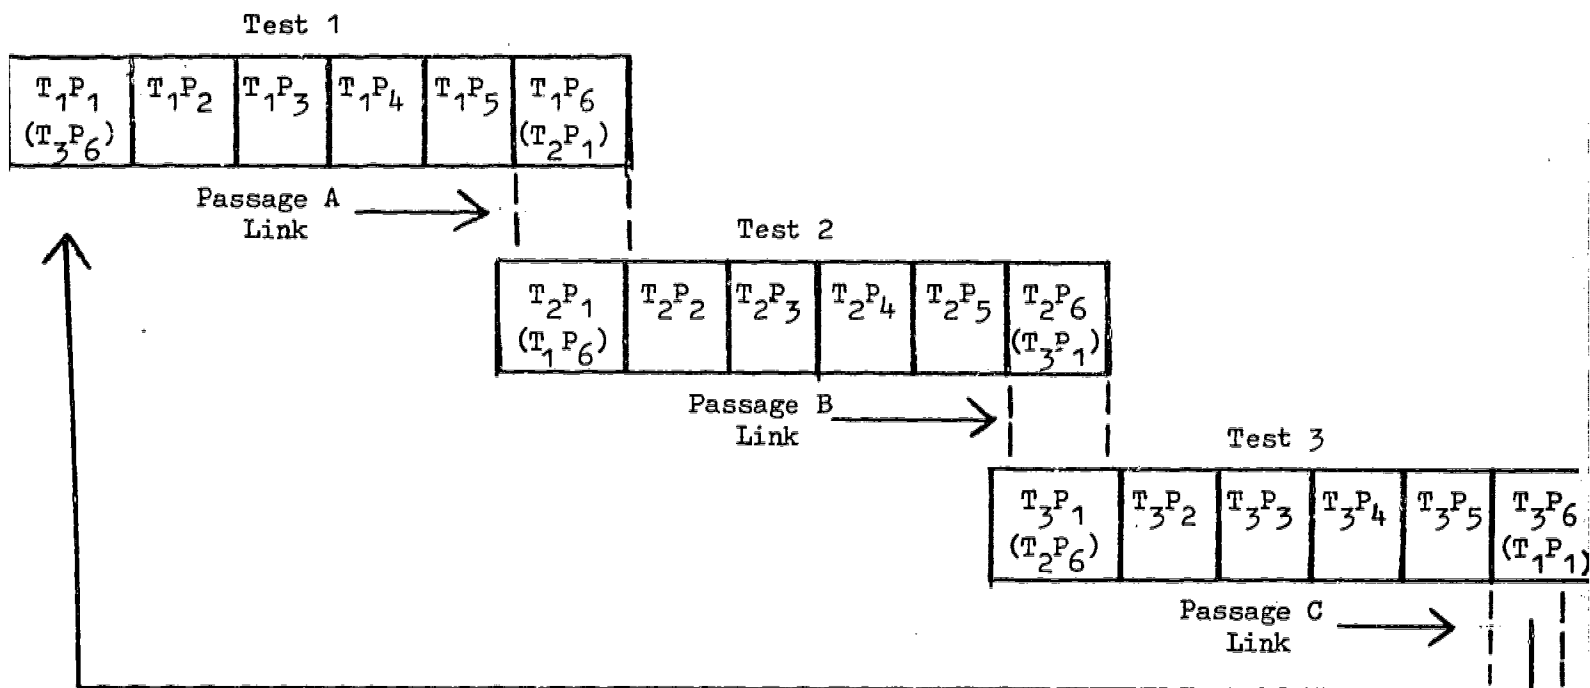 Test 1
T₁P₁ T₁P₂ T₁P₃ T₁P₄ T₁P₅ T₁P₆
(T₃P₆) (T₂P₁)
Passage A
Link
Test 2
T₂P₁ T₂P₂ T₂P₃ T₂P₄ T₂P₅ T₂P₆
(T₁P₆) (T₃P₁)
Passage B
Link
Test 3
T₃P₁ T₃P₂ T₃P₃ T₃P₄ T₃P₅ T₃P₆
(T₂P₆) (T₁P₁)
Passage C
Link